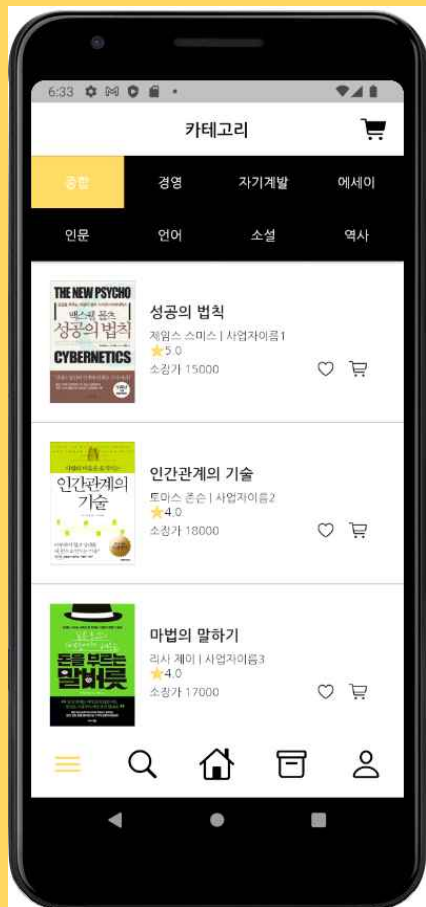 6:33
카테고리
종합 경영 자기계발 에세이
인문 언어 소설 역사
THE NEW PSYCHO
맥스웰 몰츠
성공의 법칙
CYBERNETICS
성공의 법칙
제임스 스미스 | 사업자이름1
5.0
소장가 15000
인간관계의
기술
인간관계의 기술
토마스 존슨 | 사업자이름2
4.0
소장가 18000
돈을 부르는
말버릇
마법의 말하기
리사 제이 | 사업자이름3
4.0
소장가 17000